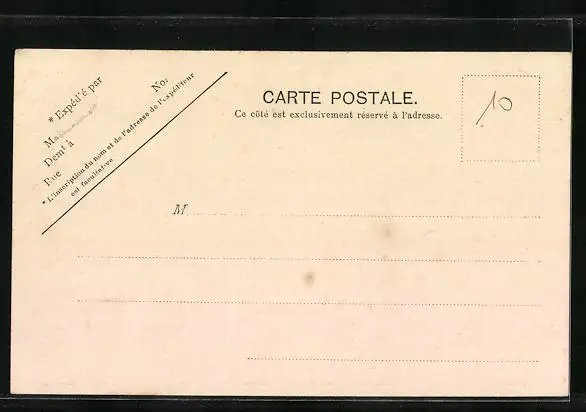 * Expédié par
M
Demt à
Rue
No:
* L'inscription du nom et de l'adresse de l'expéditeur
est facultative
CARTE POSTALE.
Ce côté est exclusivement réservé à l'adresse.
10
M